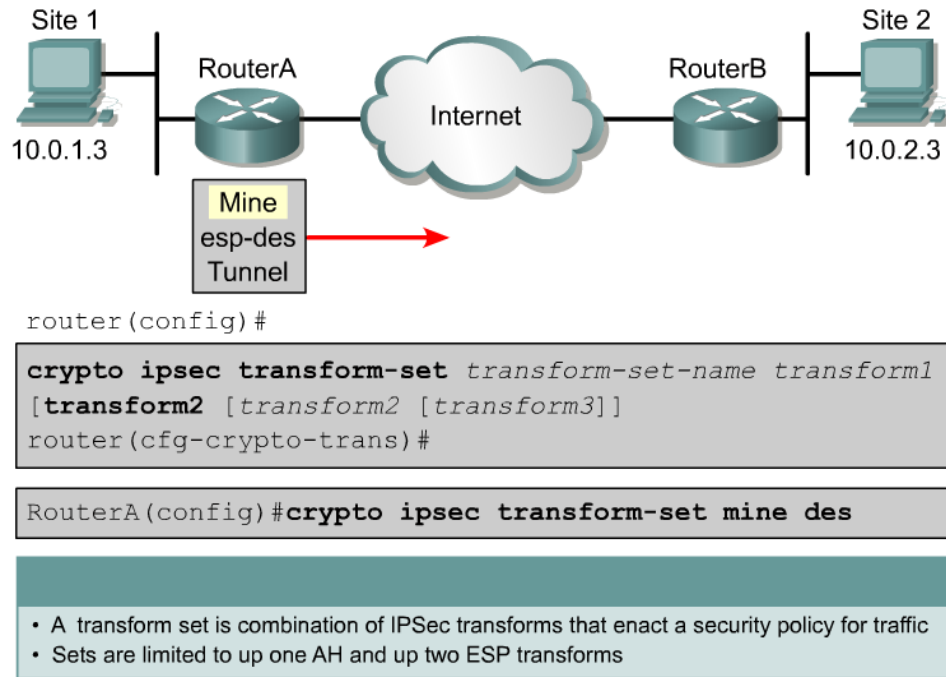 Site 1
Site 2
RouterA
RouterB
Internet
10.0.1.3
10.0.2.3
Mine
esp-des
Tunnel
router(config)#
crypto ipsec transform-set transform-set-name transform1
[transform2 [transform2 [transform3]]
router(cfg-crypto-trans)#
RouterA(config)#crypto ipsec transform-set mine des
• A transform set is combination of IPSec transforms that enact a security policy for traffic
• Sets are limited to up one AH and up two ESP transforms